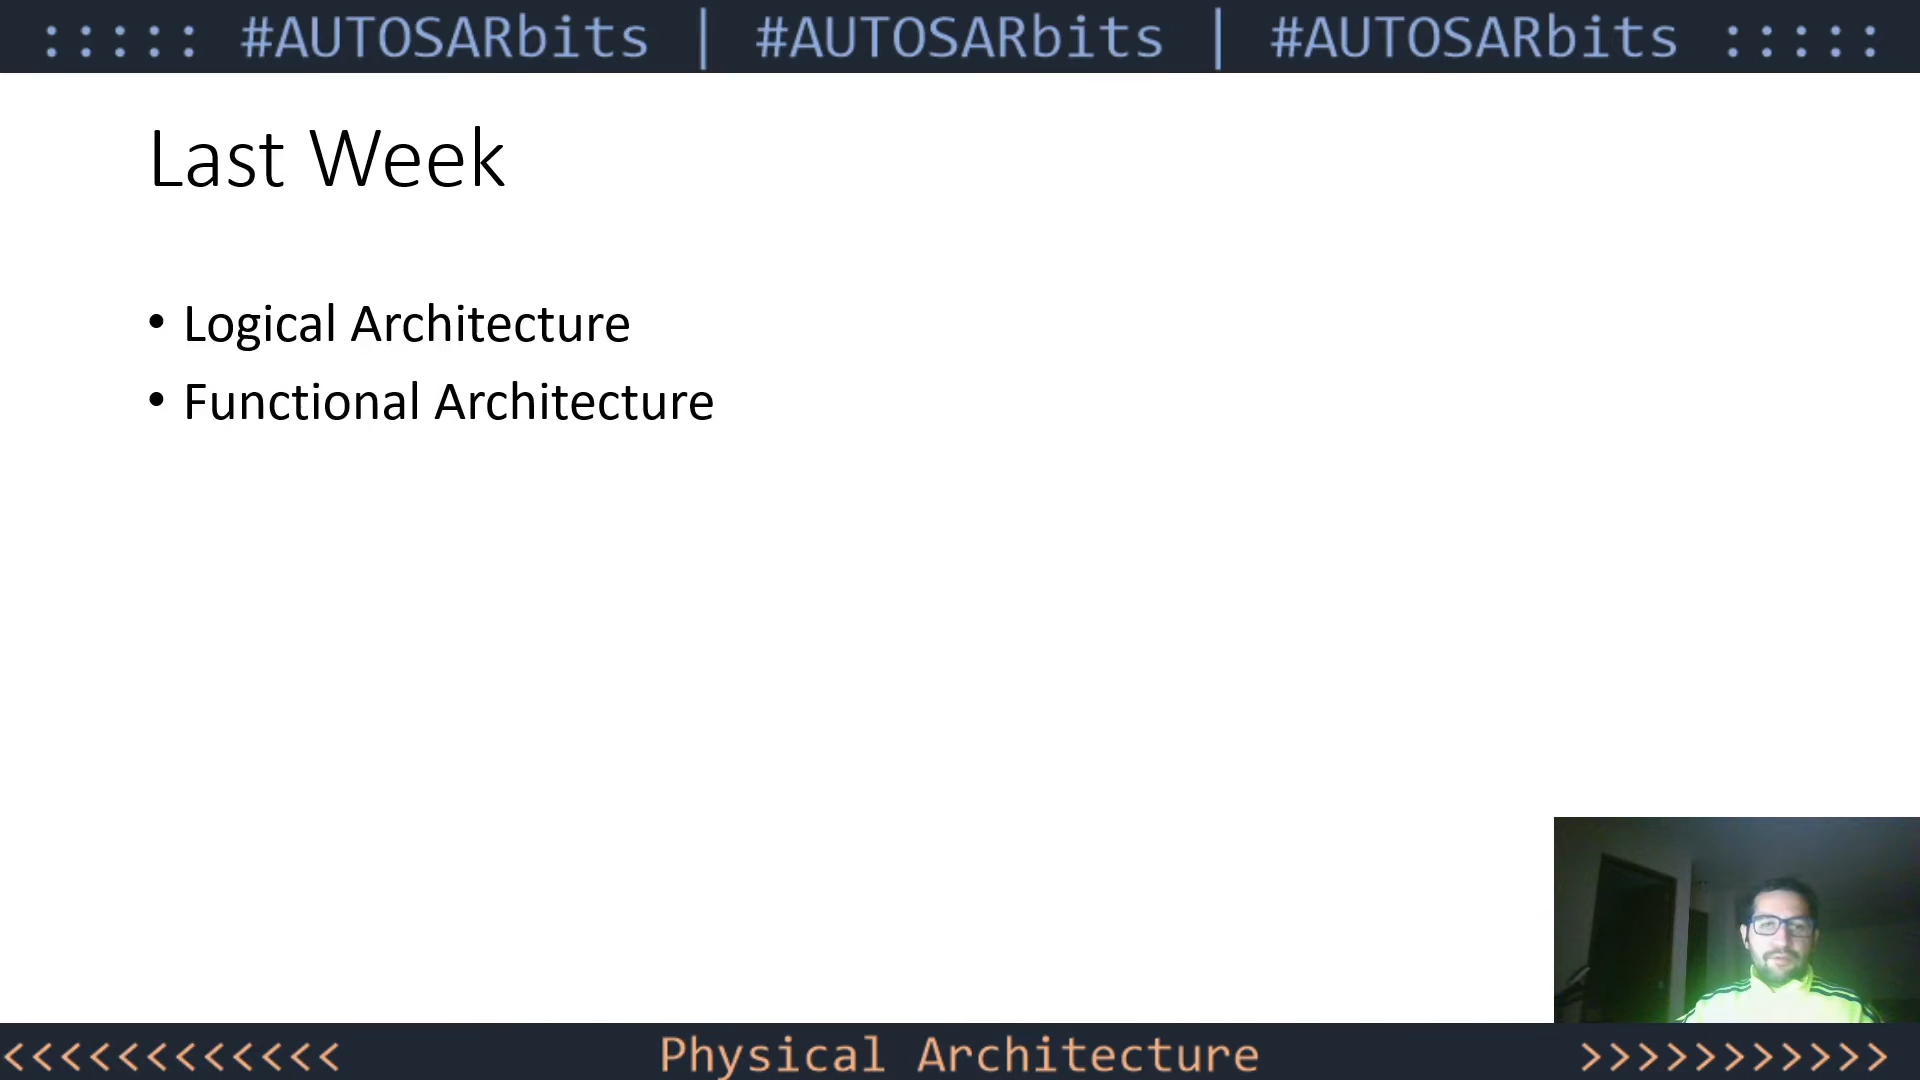 ::::: #AUTOSARbits | #AUTOSARbits | #AUTOSARbits :::::
Last Week
• Logical Architecture
• Functional Architecture
<<<<<<<<<<<< Physical Architecture >>>>>>>>>>>